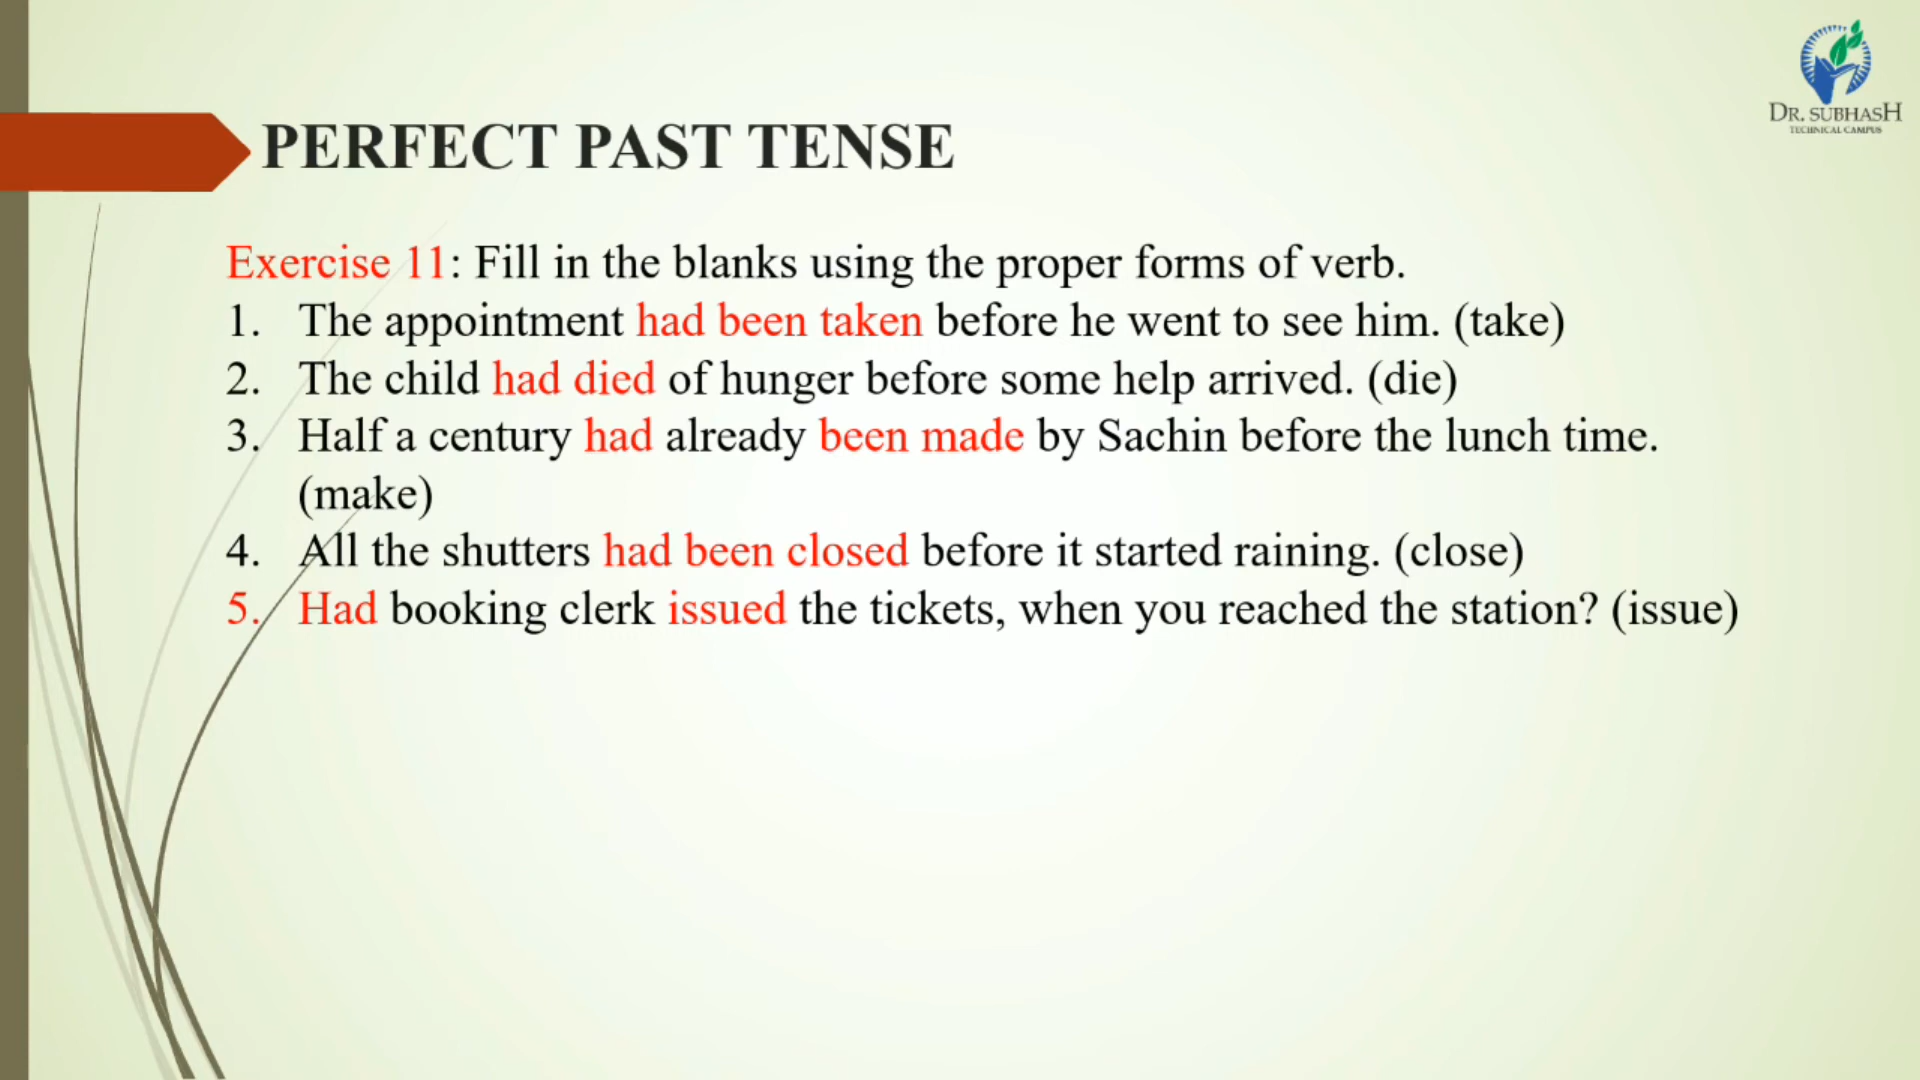 DR. SUBHASH
TECHNICAL CAMPUS
PERFECT PAST TENSE
Exercise 11: Fill in the blanks using the proper forms of verb.
1. The appointment had been taken before he went to see him. (take)
2. The child had died of hunger before some help arrived. (die)
3. Half a century had already been made by Sachin before the lunch time.
(make)
4. All the shutters had been closed before it started raining. (close)
5. Had booking clerk issued the tickets, when you reached the station? (issue)